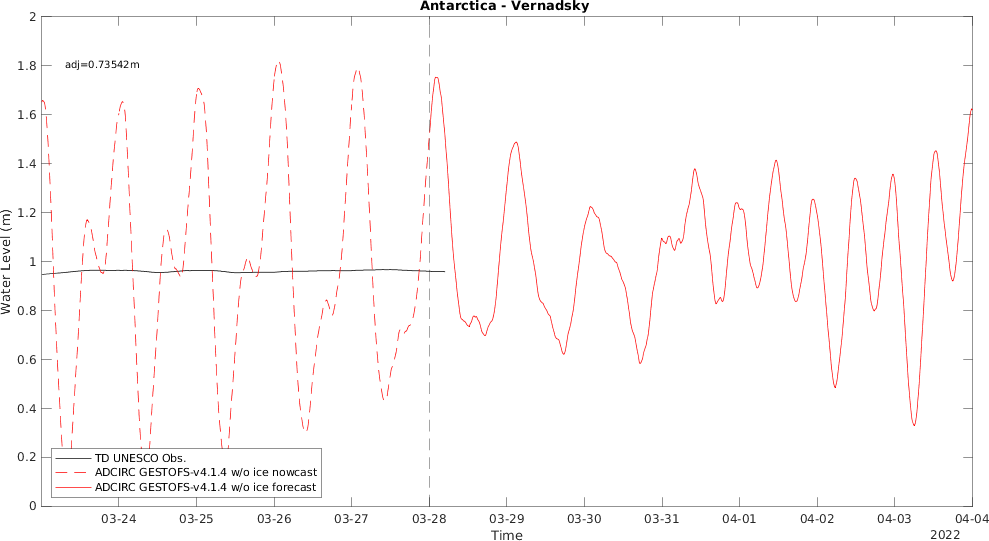 Antarctica - Vernadsky
adj=0.73542m
Water Level (m)
2
1.8
1.6
1.4
1.2
1
0.8
0.6
0.4
0.2
0
TD UNESCO Obs.
ADCIRC GESTOFS-v4.1.4 w/o ice nowcast
ADCIRC GESTOFS-v4.1.4 w/o ice forecast
03-24 03-25 03-26 03-27 03-28 03-29 03-30 03-31 04-01 04-02 04-03 04-04
Time
2022